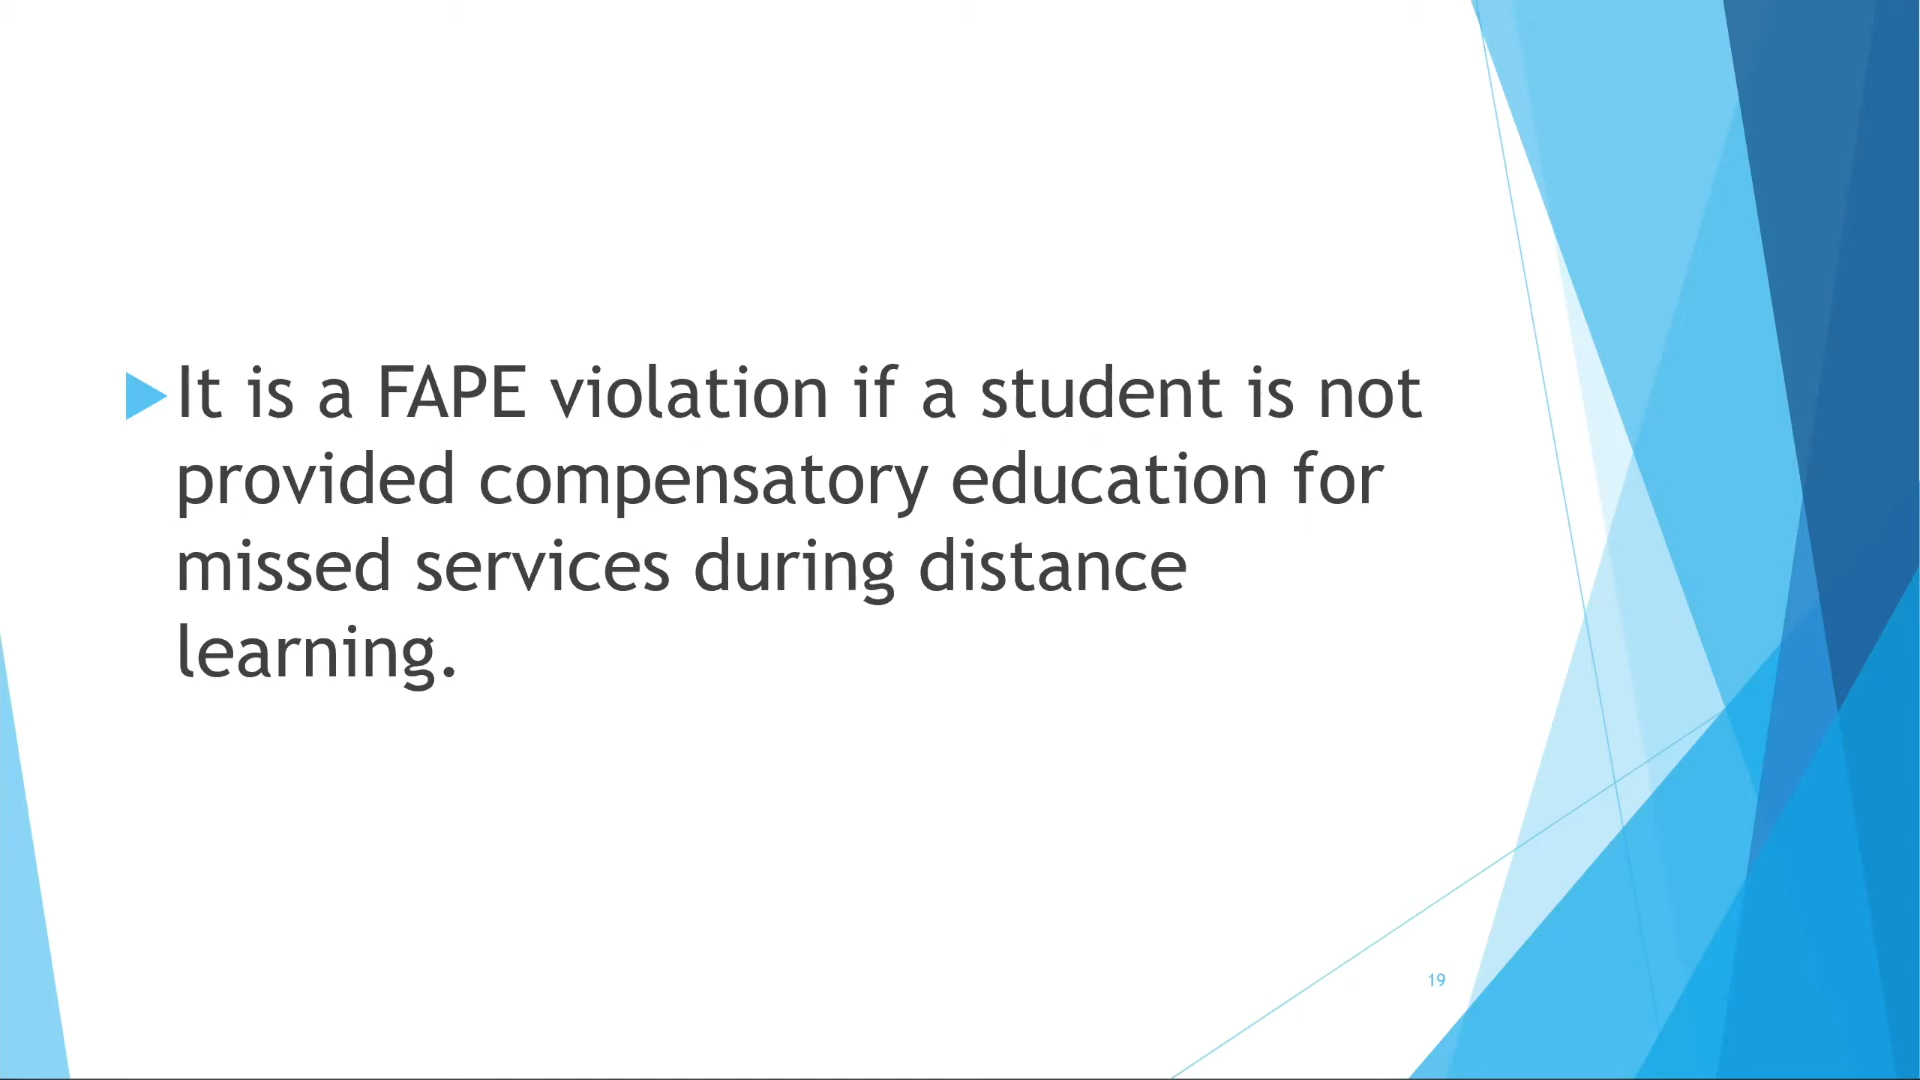 It is a FAPE violation if a student is not
provided compensatory education for
missed services during distance
learning.
19